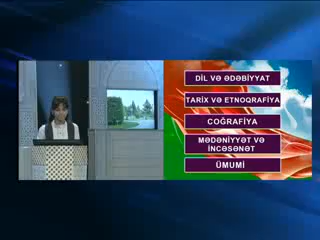 DİL VƏ ƏDƏBİYYAT
TARİX VƏ ETNOQRAFİYA
COĞRAFİYA
MƏDƏNİYYƏT VƏ
İNCƏSƏNƏT
ÜMUMİ